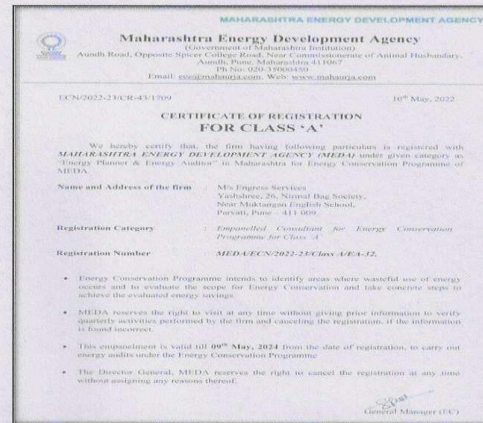 MAHARASHTRA ENERGY DEVELOPMENT AGENCY
Maharashtra Energy Development Agency
(Government of Maharashtra Institution)
Aundh Road, Opposite Spicer College Road, Near Commissionerate of Animal Husbandary,
Aundh, Pune, Maharashtra 411067
Ph No: 020-35000450
Email: eee@mahaurja.com, Web: www.mahaurja.com
ECN/2022-23/CR-43/1709
10th May, 2022
CERTIFICATE OF REGISTRATION
FOR CLASS 'A'
We hereby certify that, the firm having following particulars is registered with
MAHARASHTRA ENERGY DEVELOPMENT AGENCY (MEDA) under given category as
"Energy Planner & Energy Auditor" in Maharashtra for Energy Conservation Programme of
MEDA
Name and Address of the firm : M/s Engress Services
Yashshree, 26, Nirmal Bag Society,
Near Muktangan English School,
Parvati, Pune - 411 009.
Registration Category : Empanelled Consultant for Energy Conservation
Programme for Class 'A'
Registration Number MEDA/ECN/2022-23/Class A/EA-32.
• Energy Conservation Programme intends to identify areas where wasteful use of energy
occurs and to evaluate the scope for Energy Conservation and take concrete steps to
achieve the evaluated energy savings.
• MEDA reserves the right to visit at any time without giving prior information to verify
quarterly activities performed by the firm and canceling the registration, if the information
is found incorrect.
• This empanelment is valid till 09th May, 2024 from the date of registration, to carry out
energy audits under the Energy Conservation Programme
• The Director General, MEDA reserves the right to cancel the registration at any time
without assigning any reasons thereof.
General Manager (EC)